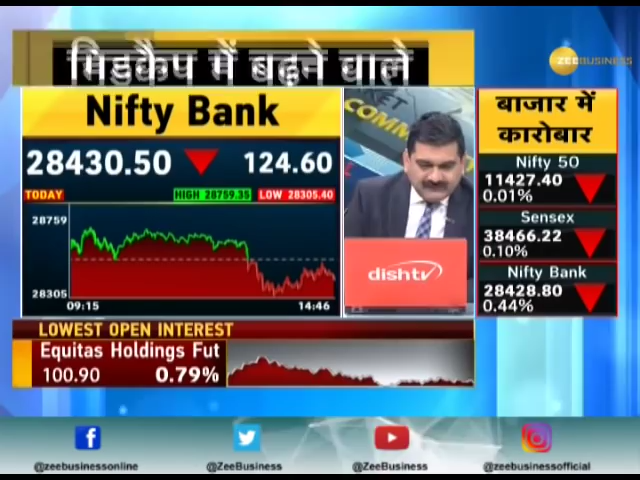 मिडकैप में बढ़ने वाले
ZEEBUSINESS
Nifty Bank
28430.50 124.60
TODAY HIGH 28759.35 LOW 28305.40
28759
28305
09:15 14:46
COMM
dishtv
बाजार में
कारोबार
Nifty 50
11427.40
0.01%
Sensex
38466.22
0.10%
Nifty Bank
28428.80
0.44%
LOWEST OPEN INTEREST
Equitas Holdings Fut
100.90 0.79%
@zeebusinessonline
@ZeeBusiness
@ZeeBusiness
@zeebusinessofficial